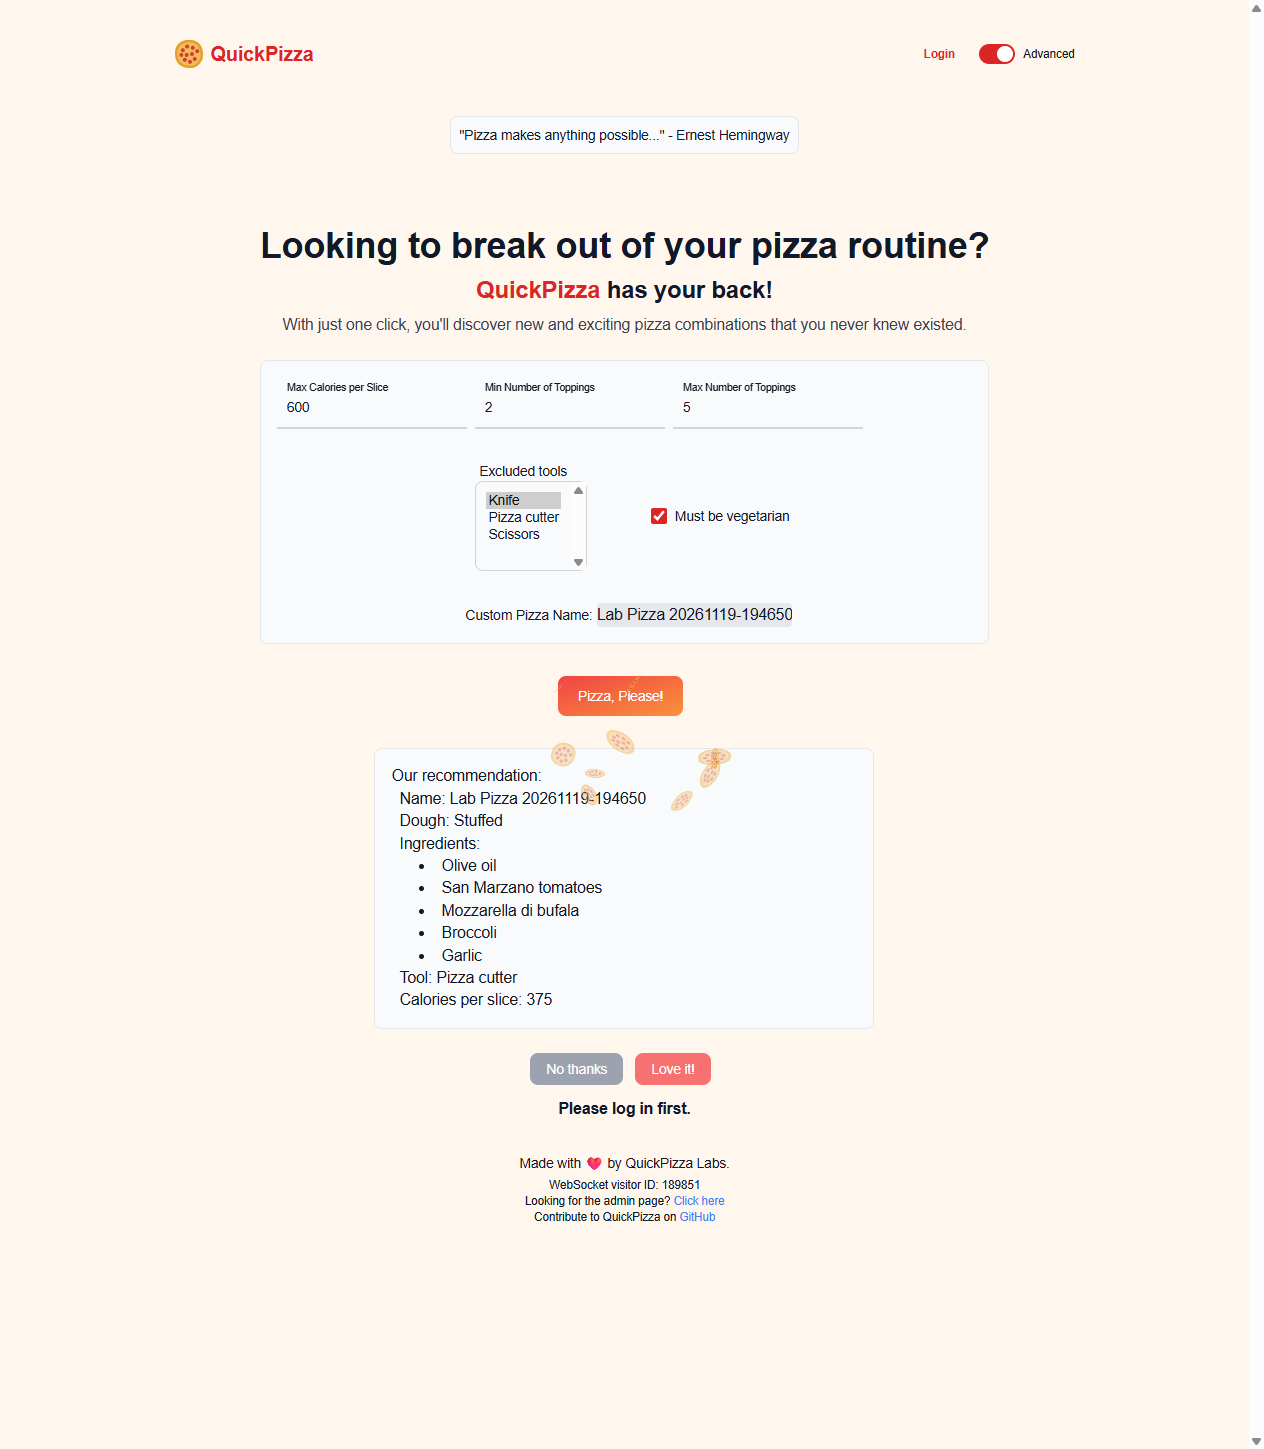 QuickPizza
Login
Advanced
"Pizza makes anything possible..." - Ernest Hemingway
Looking to break out of your pizza routine?
QuickPizza has your back!
With just one click, you'll discover new and exciting pizza combinations that you never knew existed.
Max Calories per Slice
600
Min Number of Toppings
2
Max Number of Toppings
5
Excluded tools
Knife
Pizza cutter
Scissors
Must be vegetarian
Custom Pizza Name: Lab Pizza 20261119-194650
Pizza, Please!
Our recommendation:
Name: Lab Pizza 20261119-194650
Dough: Stuffed
Ingredients:
Olive oil
San Marzano tomatoes
Mozzarella di bufala
Broccoli
Garlic
Tool: Pizza cutter
Calories per slice: 375
No thanks
Love it!
Please log in first.
Made with ❤️ by QuickPizza Labs.
WebSocket visitor ID: 189851
Looking for the admin page? Click here
Contribute to QuickPizza on GitHub